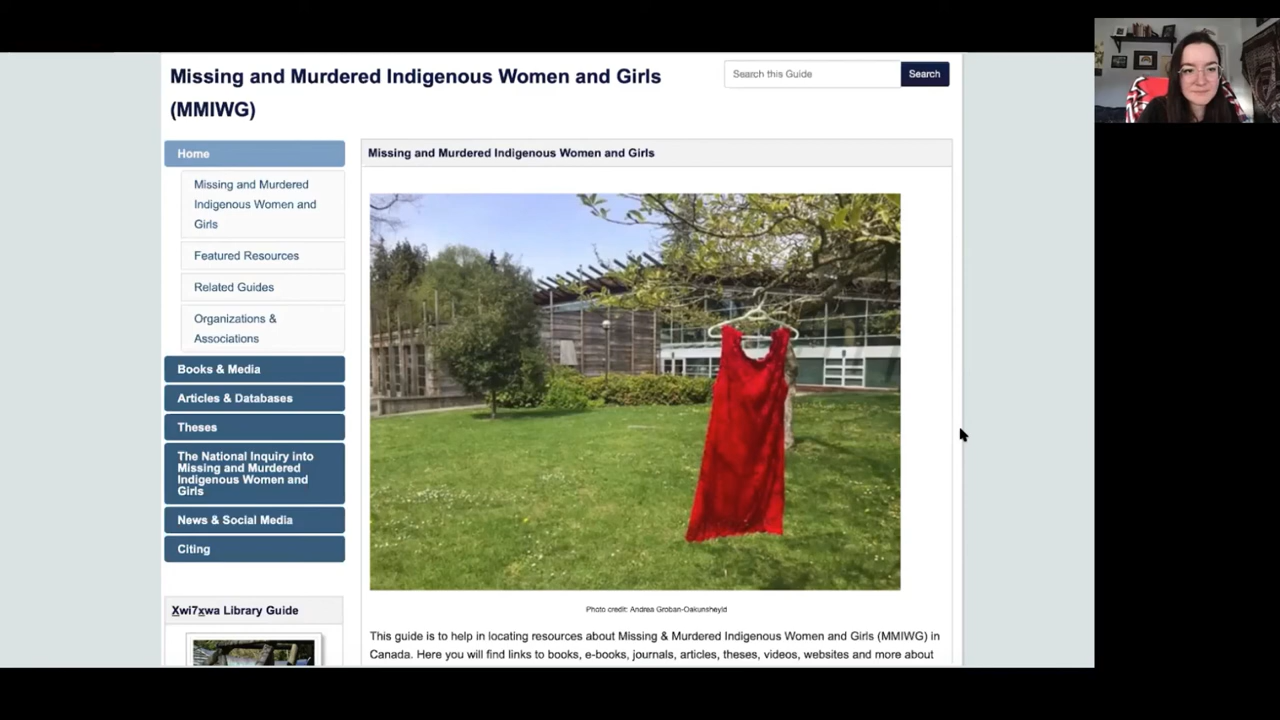 Missing and Murdered Indigenous Women and Girls
(MMIWG)
Search this Guide
Search
Home
Missing and Murdered
Indigenous Women and
Girls
Featured Resources
Related Guides
Organizations &
Associations
Books & Media
Articles & Databases
Theses
The National Inquiry into
Missing and Murdered
Indigenous Women and
Girls
News & Social Media
Citing
X̱wi7x̱wa Library Guide
Missing and Murdered Indigenous Women and Girls
Photo credit: Andrea Groban-Oakunsheyld
This guide is to help in locating resources about Missing & Murdered Indigenous Women and Girls (MMIWG) in
Canada. Here you will find links to books, e-books, journals, articles, theses, videos, websites and more about